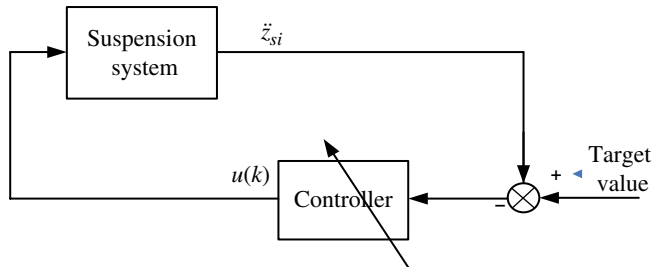 Suspension
system
z̈si
u(k)
Controller
+
−
Target
value